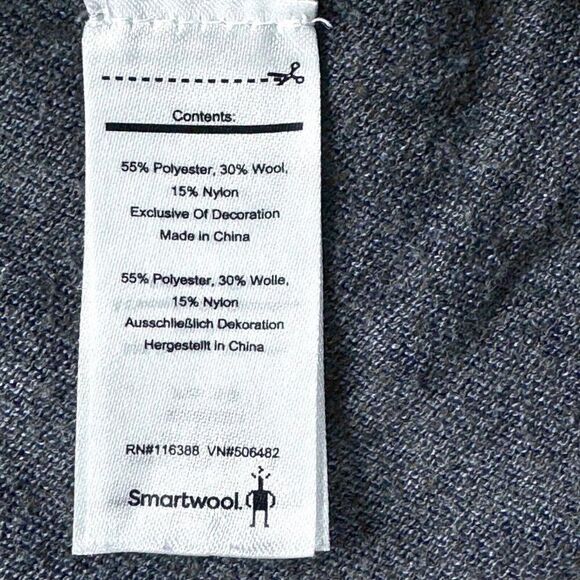 Contents:
55% Polyester, 30% Wool,
15% Nylon
Exclusive Of Decoration
Made in China
55% Polyester, 30% Wolle,
15% Nylon
Ausschließlich Dekoration
Hergestellt in China
RN#116388 VN#506482
Smartwool.